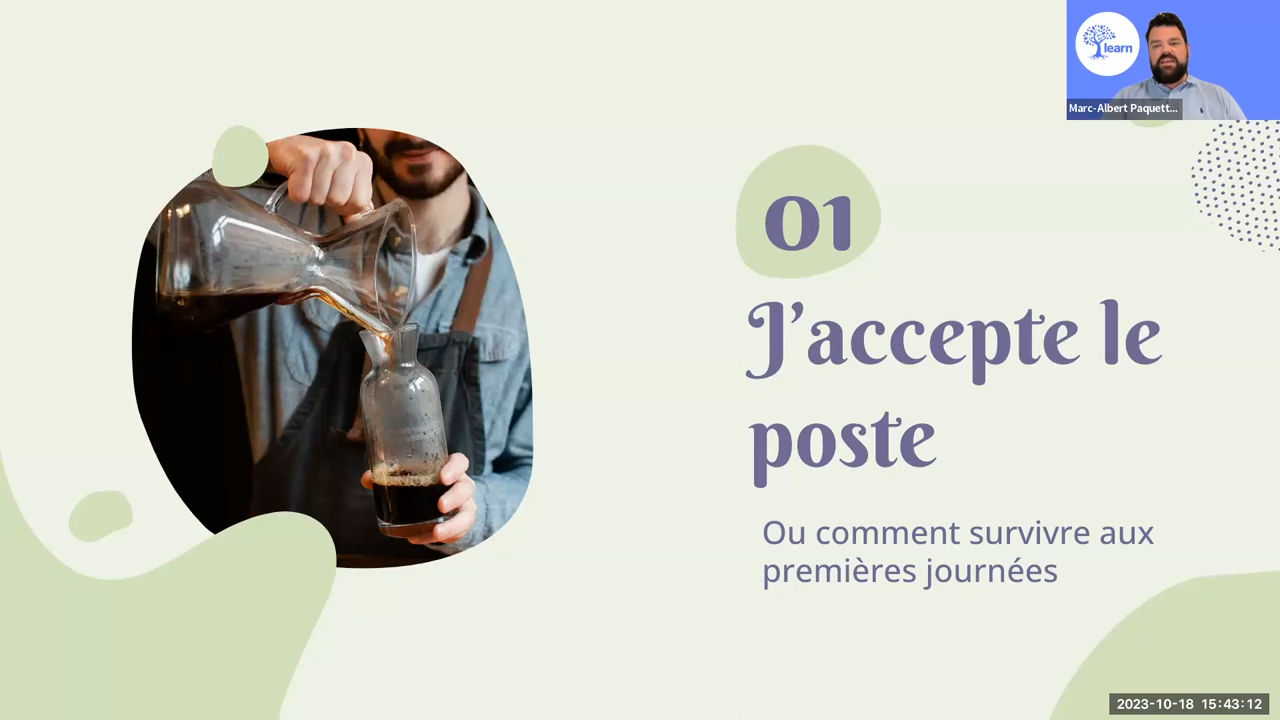 learn
Marc-Albert Paquett...
01
J'accepte le
poste
Ou comment survivre aux
premières journées
2023-10-18 15:43:12